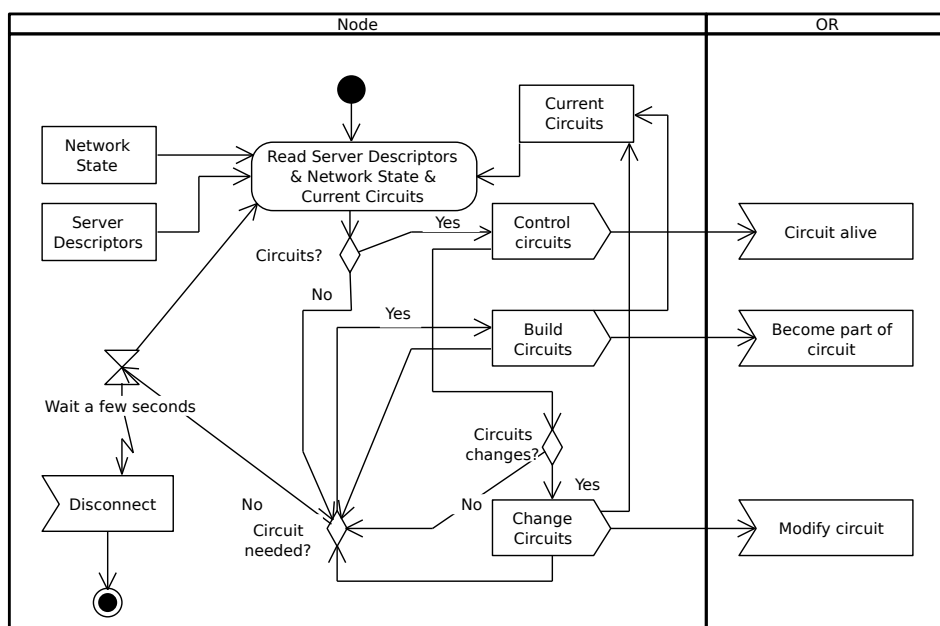 Node
OR
Current
Circuits
Network
State
Read Server Descriptors
& Network State &
Current Circuits
Server
Descriptors
Yes
Control
circuits
Circuit alive
Circuits?
No
Yes
Build
Circuits
Become part of
circuit
Wait a few seconds
Circuits
changes?
Yes
Disconnect
No
No
Circuit
needed?
Change
Circuits
Modify circuit